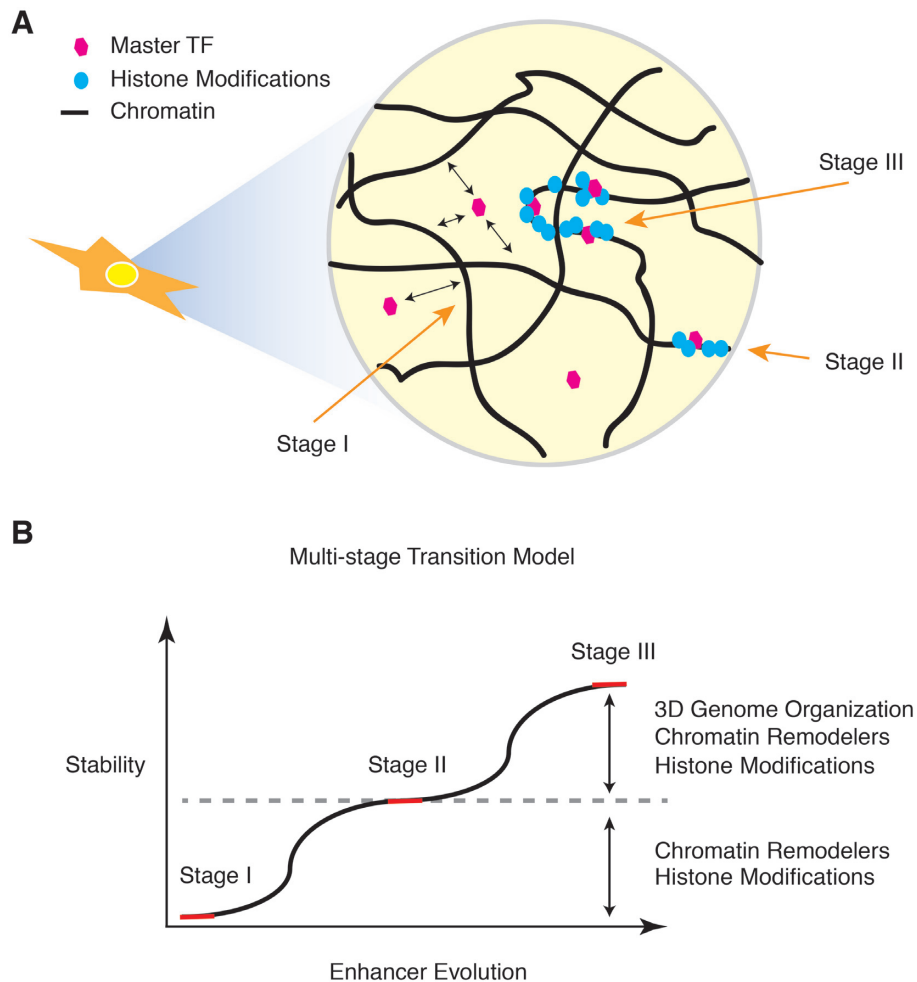 A
Master TF
Histone Modifications
Chromatin
Stage III
Stage II
Stage I
B
Multi-stage Transition Model
Stage III
3D Genome Organization
Chromatin Remodelers
Histone Modifications
Stability
Stage II
Chromatin Remodelers
Histone Modifications
Stage I
Enhancer Evolution